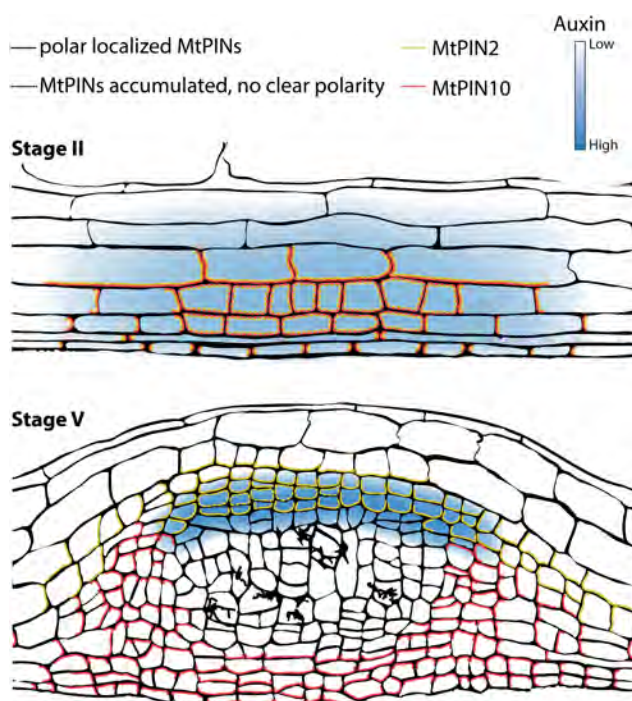 Auxin
polar localized MtPINs
MtPIN2
Low
MtPINs accumulated, no clear polarity
MtPIN10
High
Stage II
Stage V